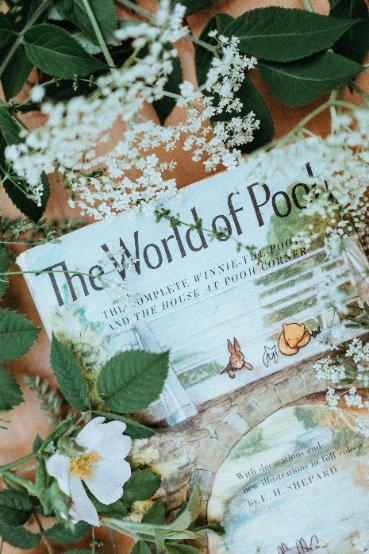 The World of Pooh
THE COMPLETE WINNIE-THE-POOH
AND THE HOUSE AT POOH CORNER
With decorations and
new illustrations in full colour
by E. H. SHEPARD